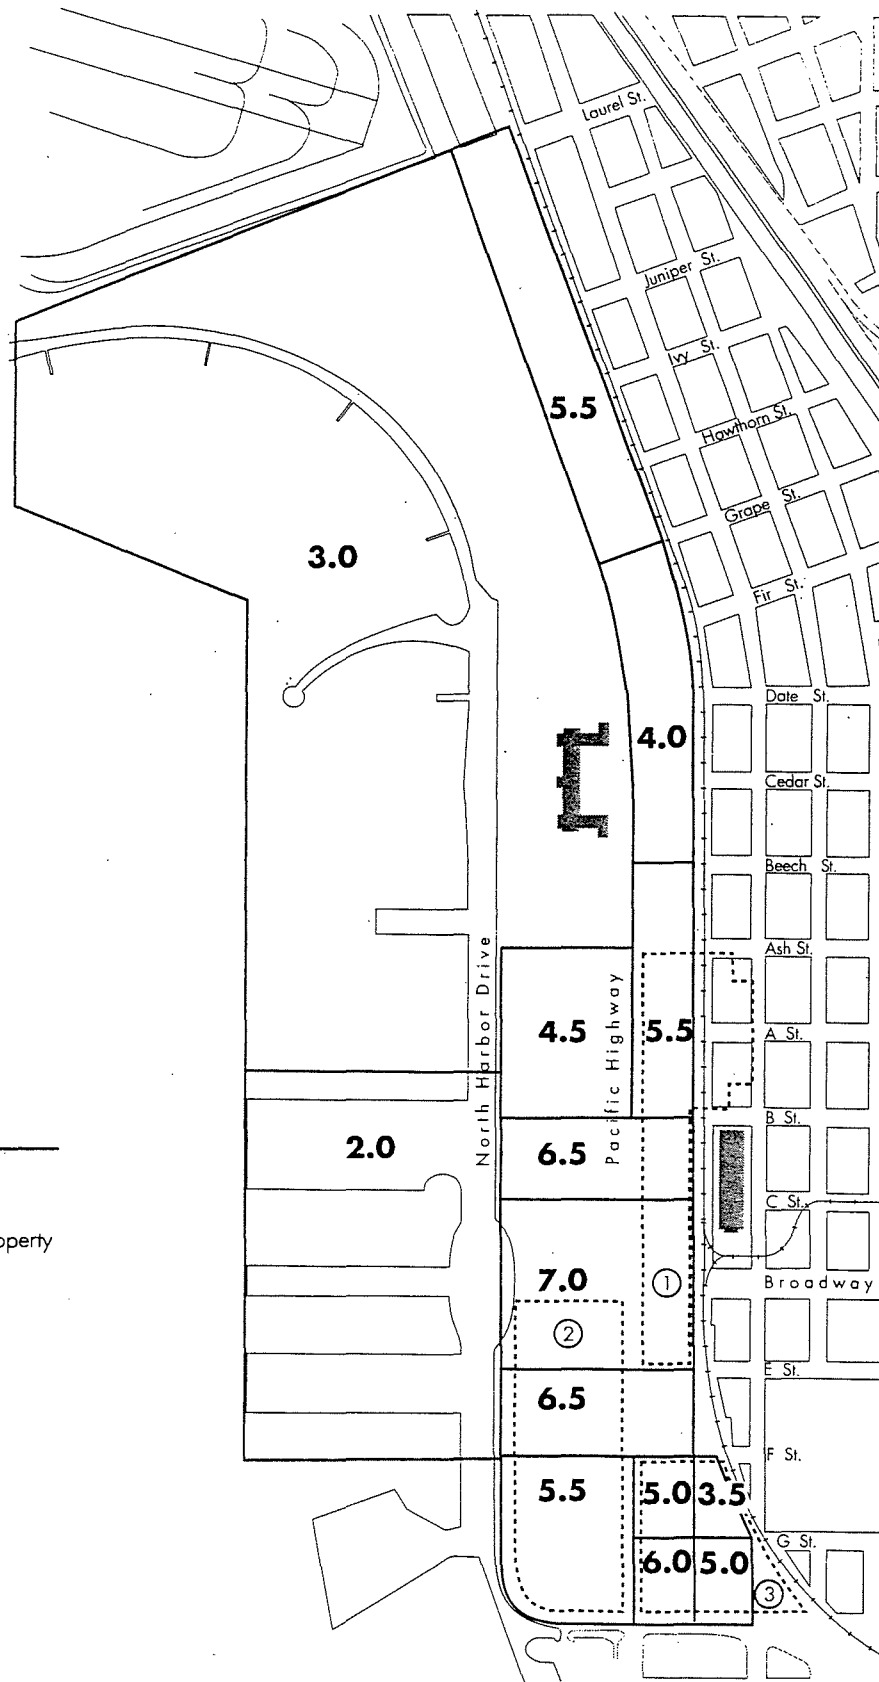 Laurel St.
Juniper St.
Ivy St.
5.5
Hawthorn St.
Grape St.
3.0
Fir St.
Date St.
4.0
Cedar St.
Beech St.
Ash St.
North Harbor Drive
Pacific Highway
4.5
5.5
A St.
B St.
2.0
6.5
C St.
operty
7.0
1
Broadway
2
E St.
6.5
F St.
5.5
5.0
3.5
G St.
6.0
5.0
3